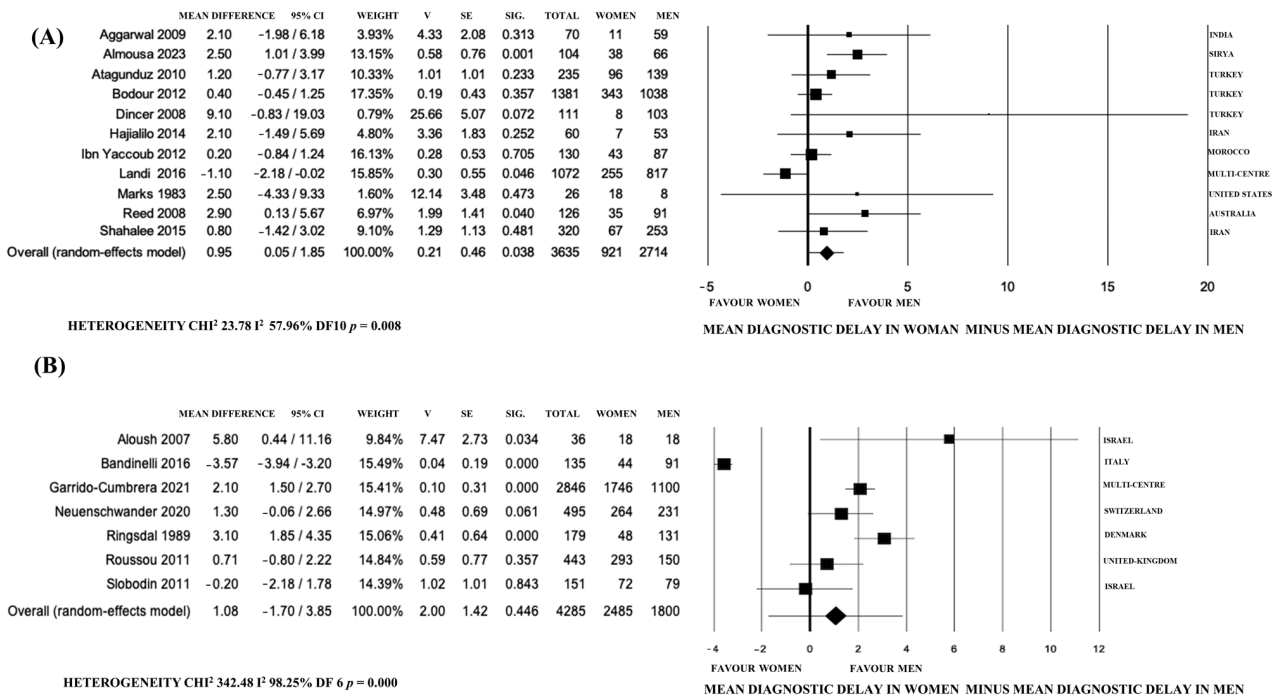 (A)
MEAN DIFFERENCE 95% CI WEIGHT V SE SIG. TOTAL WOMEN MEN
Aggarwal 2009 2.10 −1.98 / 6.18 3.93% 4.33 2.08 0.313 70 11 59 INDIA
Almousa 2023 2.50 1.01 / 3.99 13.15% 0.58 0.76 0.001 104 38 66 SIRYA
Atagunduz 2010 1.20 −0.77 / 3.17 10.33% 1.01 1.01 0.233 235 96 139 TURKEY
Bodour 2012 0.40 −0.45 / 1.25 17.35% 0.19 0.43 0.357 1381 343 1038 TURKEY
Dincer 2008 9.10 −0.83 / 19.03 0.79% 25.66 5.07 0.072 111 8 103 TURKEY
Hajialilo 2014 2.10 −1.49 / 5.69 4.80% 3.36 1.83 0.252 60 7 53 IRAN
Ibn Yaccoub 2012 0.20 −0.84 / 1.24 16.13% 0.28 0.53 0.705 130 43 87 MOROCCO
Landi 2016 −1.10 −2.18 / −0.02 15.85% 0.30 0.55 0.046 1072 255 817 MULTI-CENTRE
Marks 1983 2.50 −4.33 / 9.33 1.60% 12.14 3.48 0.473 26 18 8 UNITED STATES
Reed 2008 2.90 0.13 / 5.67 6.97% 1.99 1.41 0.040 126 35 91 AUSTRALIA
Shahalee 2015 0.80 −1.42 / 3.02 9.10% 1.29 1.13 0.481 320 67 253 IRAN
Overall (random-effects model) 0.95 0.05 / 1.85 100.00% 0.21 0.46 0.038 3635 921 2714
−5 0 5 10 15 20
FAVOUR WOMEN FAVOUR MEN
HETEROGENEITY CHI² 23.78 I² 57.96% DF10 p = 0.008
MEAN DIAGNOSTIC DELAY IN WOMAN MINUS MEAN DIAGNOSTIC DELAY IN MEN
(B)
MEAN DIFFERENCE 95% CI WEIGHT V SE SIG. TOTAL WOMEN MEN
Aloush 2007 5.80 0.44 / 11.16 9.84% 7.47 2.73 0.034 36 18 18 ISRAEL
Bandinelli 2016 −3.57 −3.94 / −3.20 15.49% 0.04 0.19 0.000 135 44 91 ITALY
Garrido-Cumbrera 2021 2.10 1.50 / 2.70 15.41% 0.10 0.31 0.000 2846 1746 1100 MULTI-CENTRE
Neuenschwander 2020 1.30 −0.06 / 2.66 14.97% 0.48 0.69 0.061 495 264 231 SWITZERLAND
Ringsdal 1989 3.10 1.85 / 4.35 15.06% 0.41 0.64 0.000 179 48 131 DENMARK
Roussou 2011 0.71 −0.80 / 2.22 14.84% 0.59 0.77 0.357 443 293 150 UNITED-KINGDOM
Slobodin 2011 −0.20 −2.18 / 1.78 14.39% 1.02 1.01 0.843 151 72 79 ISRAEL
Overall (random-effects model) 1.08 −1.70 / 3.85 100.00% 2.00 1.42 0.446 4285 2485 1800
−4 −2 0 2 4 6 8 10 12
FAVOUR WOMEN FAVOUR MEN
HETEROGENEITY CHI² 342.48 I² 98.25% DF 6 p = 0.000
MEAN DIAGNOSTIC DELAY IN WOMEN MINUS MEAN DIAGNOSTIC DELAY IN MEN